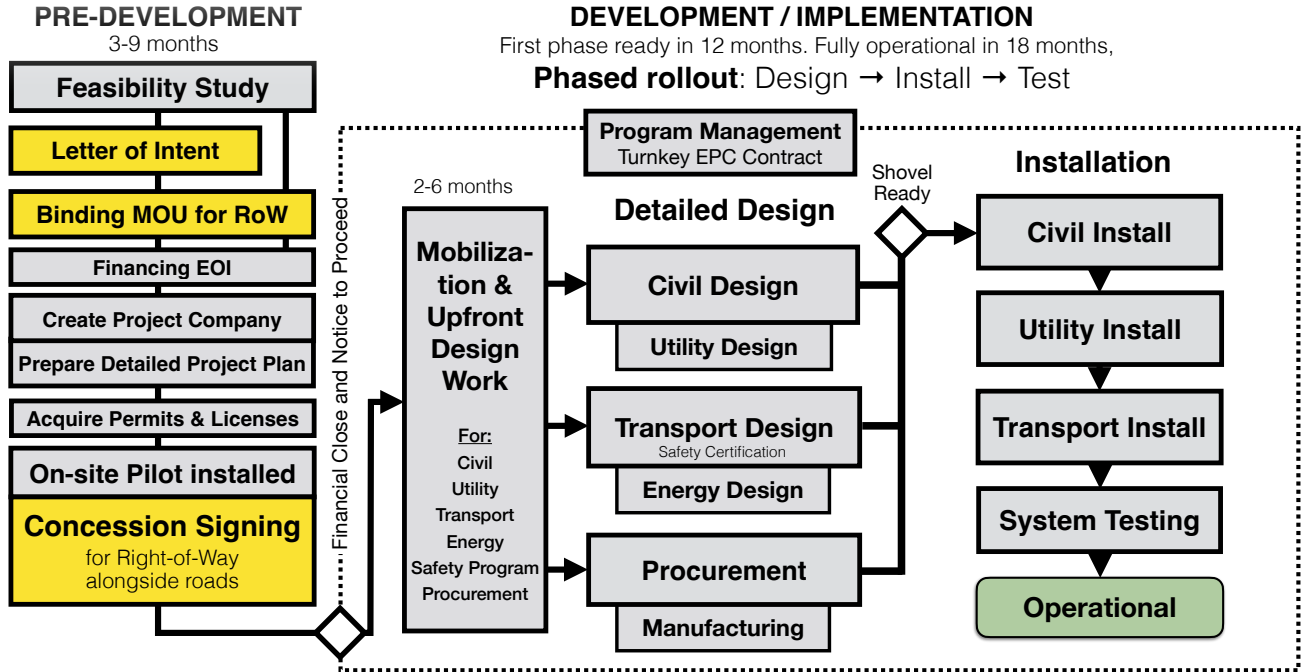 PRE-DEVELOPMENT
3-9 months
Feasibility Study
Letter of Intent
Binding MOU for RoW
Financing EOI
Create Project Company
Prepare Detailed Project Plan
Acquire Permits & Licenses
On-site Pilot installed
Concession Signing
for Right-of-Way
alongside roads
Financial Close and Notice to Proceed
DEVELOPMENT / IMPLEMENTATION
First phase ready in 12 months. Fully operational in 18 months,
Phased rollout: Design → Install → Test
Program Management
Turnkey EPC Contract
2-6 months
Mobiliza-
tion &
Upfront
Design
Work
For:
Civil
Utility
Transport
Energy
Safety Program
Procurement
Detailed Design
Civil Design
Utility Design
Transport Design
Safety Certification
Energy Design
Procurement
Manufacturing
Shovel
Ready
Installation
Civil Install
Utility Install
Transport Install
System Testing
Operational